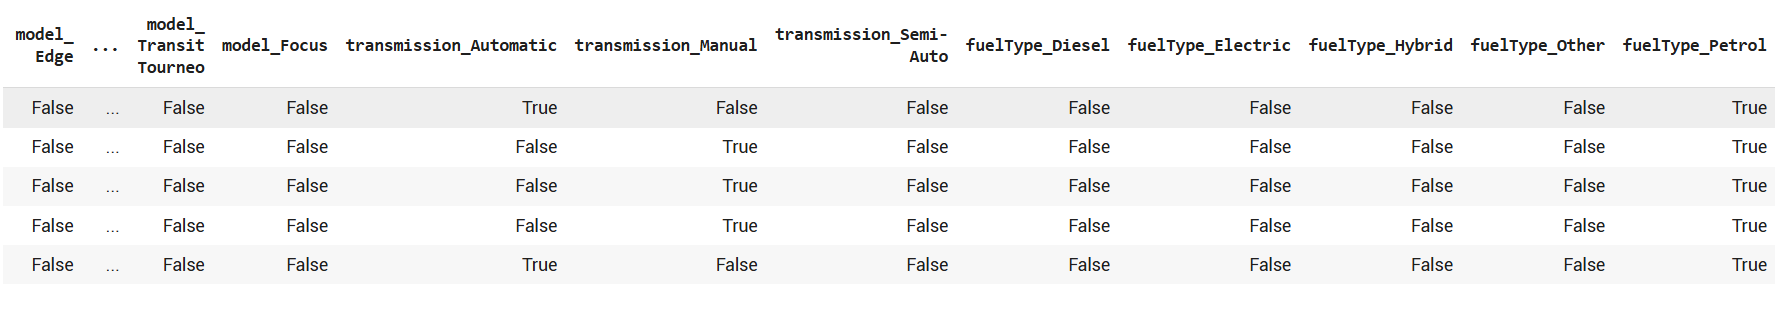 model_ Edge ... model_ Transit Tourneo model_Focus transmission_Automatic transmission_Manual transmission_Semi-Auto fuelType_Diesel fuelType_Electric fuelType_Hybrid fuelType_Other fuelType_Petrol
False ... False False True False False False False False False True
False ... False False False True False False False False False True
False ... False False False True False False False False False True
False ... False False False True False False False False False True
False ... False False True False False False False False False True